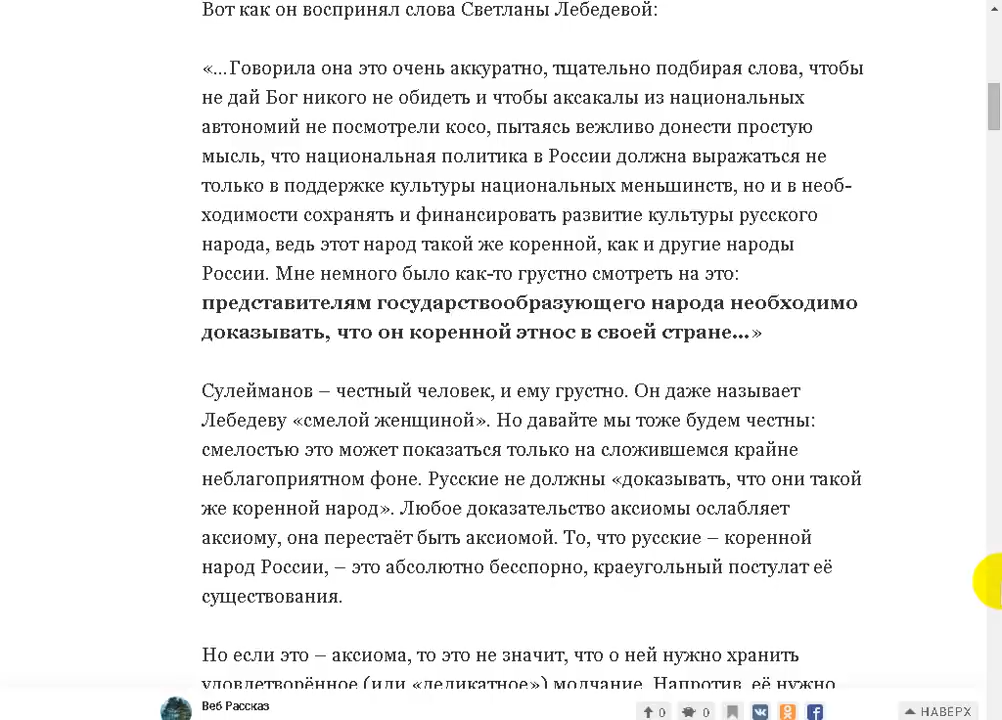 Вот как он воспринял слова Светланы Лебедевой:
«…Говорила она это очень аккуратно, тщательно подбирая слова, чтобы
не дай Бог никого не обидеть и чтобы аксакалы из национальных
автономий не посмотрели косо, пытаясь вежливо донести простую
мысль, что национальная политика в России должна выражаться не
только в поддержке культуры национальных меньшинств, но и в необ-
ходимости сохранять и финансировать развитие культуры русского
народа, ведь этот народ такой же коренной, как и другие народы
России. Мне немного было как-то грустно смотреть на это:
представителям государствообразующего народа необходимо
доказывать, что он коренной этнос в своей стране…»
Сулейманов – честный человек, и ему грустно. Он даже называет
Лебедеву «смелой женщиной». Но давайте мы тоже будем честны:
смелостью это может показаться только на сложившемся крайне
неблагоприятном фоне. Русские не должны «доказывать, что они такой
же коренной народ». Любое доказательство аксиомы ослабляет
аксиому, она перестаёт быть аксиомой. То, что русские – коренной
народ России, – это абсолютно бесспорно, краеугольный постулат её
существования.
Но если это – аксиома, то это не значит, что о ней нужно хранить
удовлетворённое (или «деликатное») молчание. Напротив, её нужно
Веб Рассказ
0
0
НАВЕРХ